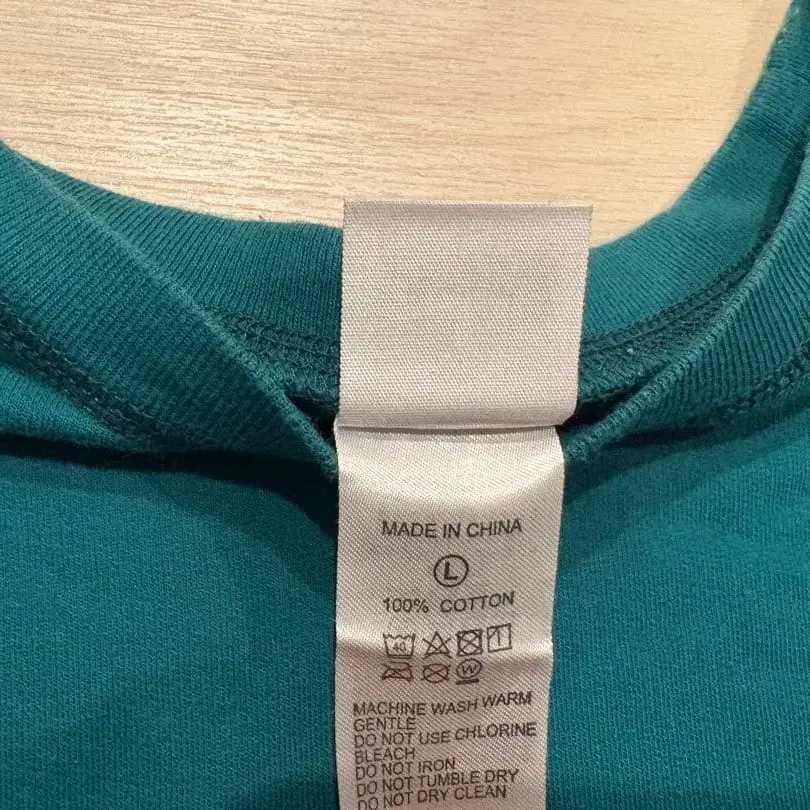 MADE IN CHINA
L
100% COTTON
40
W
MACHINE WASH WARM
GENTLE
DO NOT USE CHLORINE
BLEACH
DO NOT IRON
DO NOT TUMBLE DRY
DO NOT DRY CLEAN